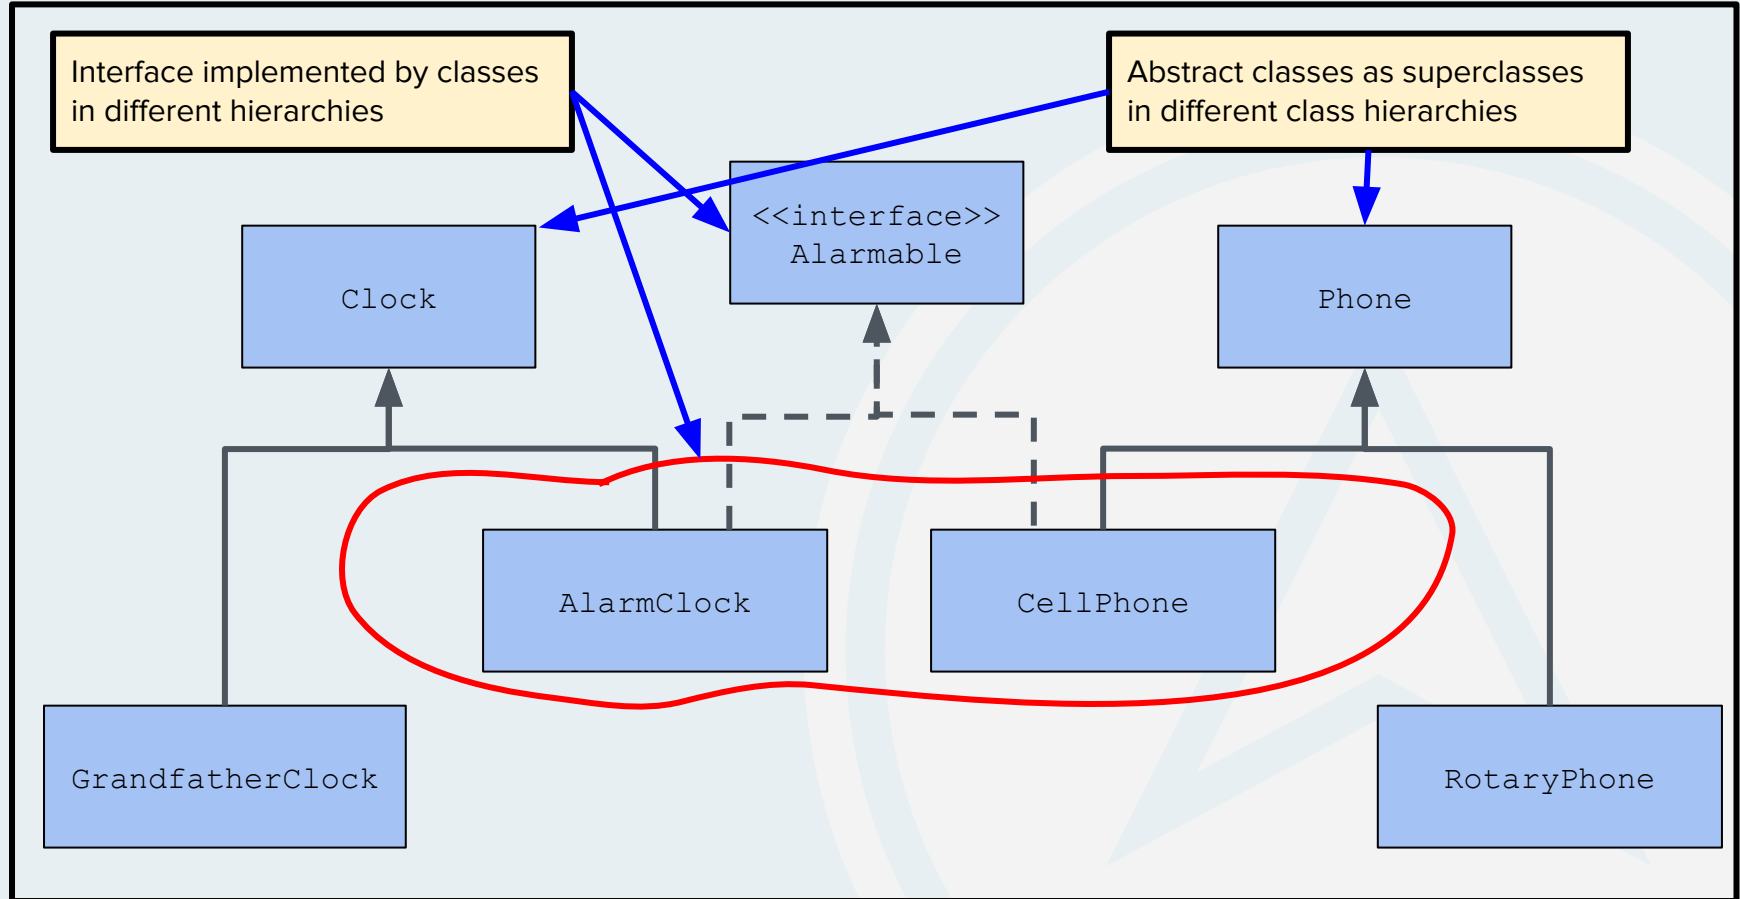 Interface implemented by classes
in different hierarchies
Abstract classes as superclasses
in different class hierarchies
<<interface>>
Alarmable
Clock
Phone
AlarmClock
CellPhone
GrandfatherClock
RotaryPhone